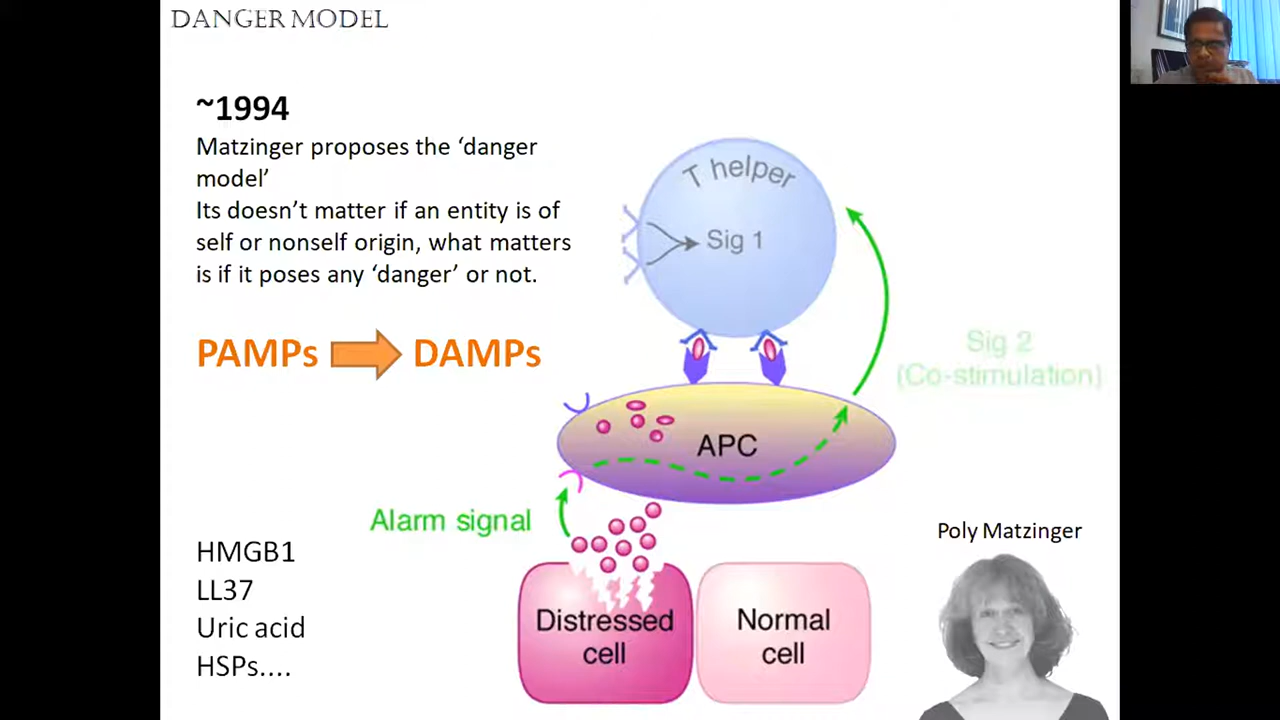 DANGER MODEL
~1994
Matzinger proposes the ‘danger
model’
Its doesn’t matter if an entity is of
self or nonself origin, what matters
is if it poses any ‘danger’ or not.
PAMPs DAMPs
HMGB1
LL37
Uric acid
HSPs....
T helper
Sig 1
Sig 2
(Co-stimulation)
APC
Alarm signal
Distressed
cell
Normal
cell
Poly Matzinger